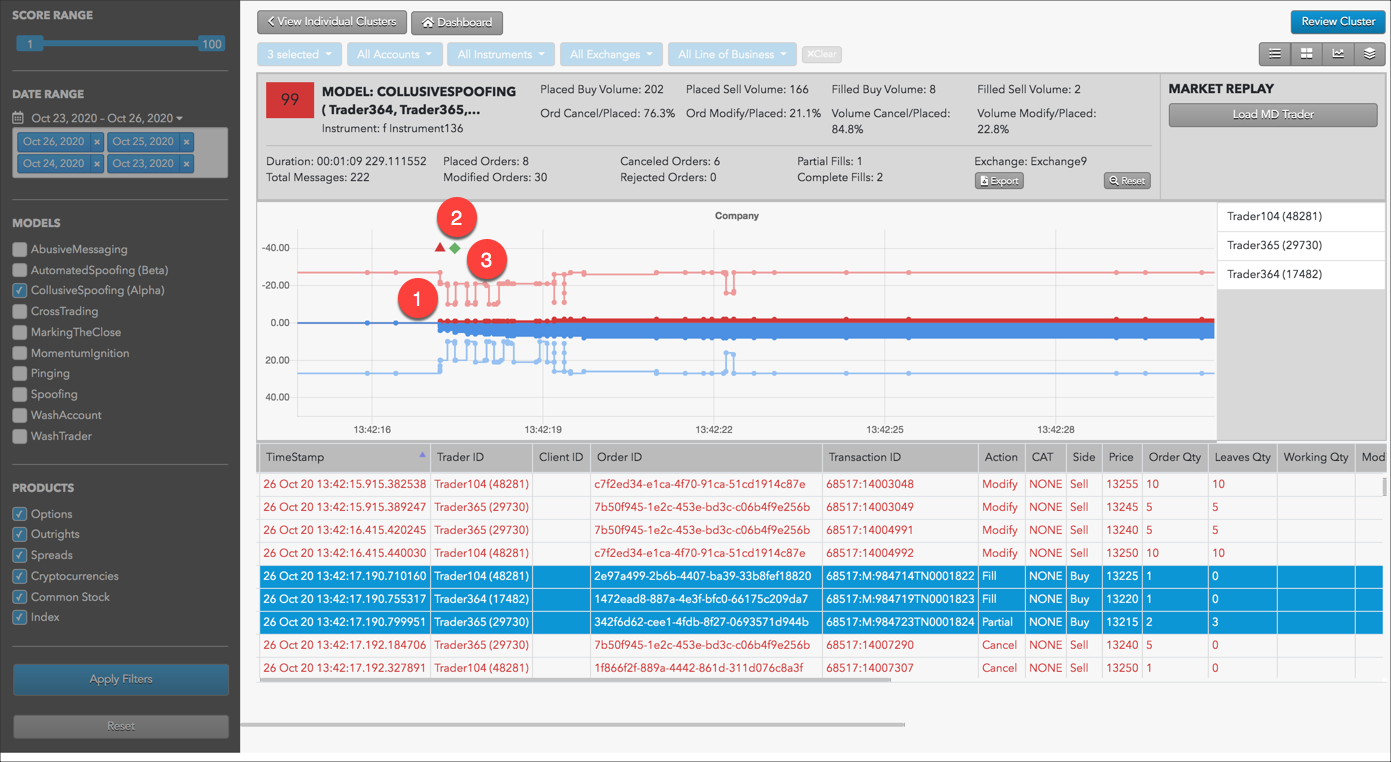 SCORE RANGE
1 100
DATE RANGE
Oct 23, 2020 – Oct 26, 2020
Oct 26, 2020 × Oct 25, 2020 ×
Oct 24, 2020 × Oct 23, 2020 ×
MODELS
AbusiveMessaging
AutomatedSpoofing (Beta)
CollusiveSpoofing (Alpha)
CrossTrading
MarkingTheClose
MomentumIgnition
Pinging
Spoofing
WashAccount
WashTrader
PRODUCTS
Options
Outrights
Spreads
Cryptocurrencies
Common Stock
Index
Apply Filters
Reset
View Individual Clusters Dashboard Review Cluster
3 selected All Accounts All Instruments All Exchanges All Line of Business ×Clear
99
MODEL: COLLUSIVESPOOFING
( Trader364, Trader365,...
Instrument: f Instrument136
Placed Buy Volume: 202 Placed Sell Volume: 166 Filled Buy Volume: 8 Filled Sell Volume: 2
Ord Cancel/Placed: 76.3% Ord Modify/Placed: 21.1% Volume Cancel/Placed: 84.8% Volume Modify/Placed: 22.8%
Duration: 00:01:09 229.111552 Placed Orders: 8 Canceled Orders: 6 Partial Fills: 1 Exchange: Exchange9
Total Messages: 222 Modified Orders: 30 Rejected Orders: 0 Complete Fills: 2 Export Reset
MARKET REPLAY
Load MD Trader
Company
2
3
1
-40.00
-20.00
0.00
20.00
40.00
13:42:16 13:42:19 13:42:22 13:42:25 13:42:28
Trader104 (48281)
Trader365 (29730)
Trader364 (17482)
TimeStamp Trader ID Client ID Order ID Transaction ID Action CAT Side Price Order Qty Leaves Qty Working Qty Mod
26 Oct 20 13:42:15.915.382538 Trader104 (48281) c7f2ed34-e1ca-4f70-91ca-51cd1914c87e 68517:14003048 Modify NONE Sell 13255 10 10
26 Oct 20 13:42:15.915.389247 Trader365 (29730) 7b50f945-1e2c-453e-bd3c-c06b4f9e256b 68517:14003049 Modify NONE Sell 13245 5 5
26 Oct 20 13:42:16.415.420245 Trader365 (29730) 7b50f945-1e2c-453e-bd3c-c06b4f9e256b 68517:14004991 Modify NONE Sell 13240 5 5
26 Oct 20 13:42:16.415.440030 Trader104 (48281) c7f2ed34-e1ca-4f70-91ca-51cd1914c87e 68517:14004992 Modify NONE Sell 13250 10 10
26 Oct 20 13:42:17.190.710160 Trader104 (48281) 2e97a499-2b6b-4407-ba39-33b8fef18820 68517:M:984714TN0001822 Fill NONE Buy 13225 1 0
26 Oct 20 13:42:17.190.755317 Trader364 (17482) 1472ead8-887a-4e3f-bfc0-66175c209da7 68517:M:984719TN0001823 Fill NONE Buy 13220 1 0
26 Oct 20 13:42:17.190.799951 Trader365 (29730) 342f6d62-cee1-4fdb-8f27-0693571d944b 68517:M:984723TN0001824 Partial NONE Buy 13215 2 3
26 Oct 20 13:42:17.192.184706 Trader365 (29730) 7b50f945-1e2c-453e-bd3c-c06b4f9e256b 68517:14007290 Cancel NONE Sell 13240 5 0
26 Oct 20 13:42:17.192.327891 Trader104 (48281) 1f866f2f-889a-4442-861d-311d076c8a3f 68517:14007307 Cancel NONE Sell 13250 1 0